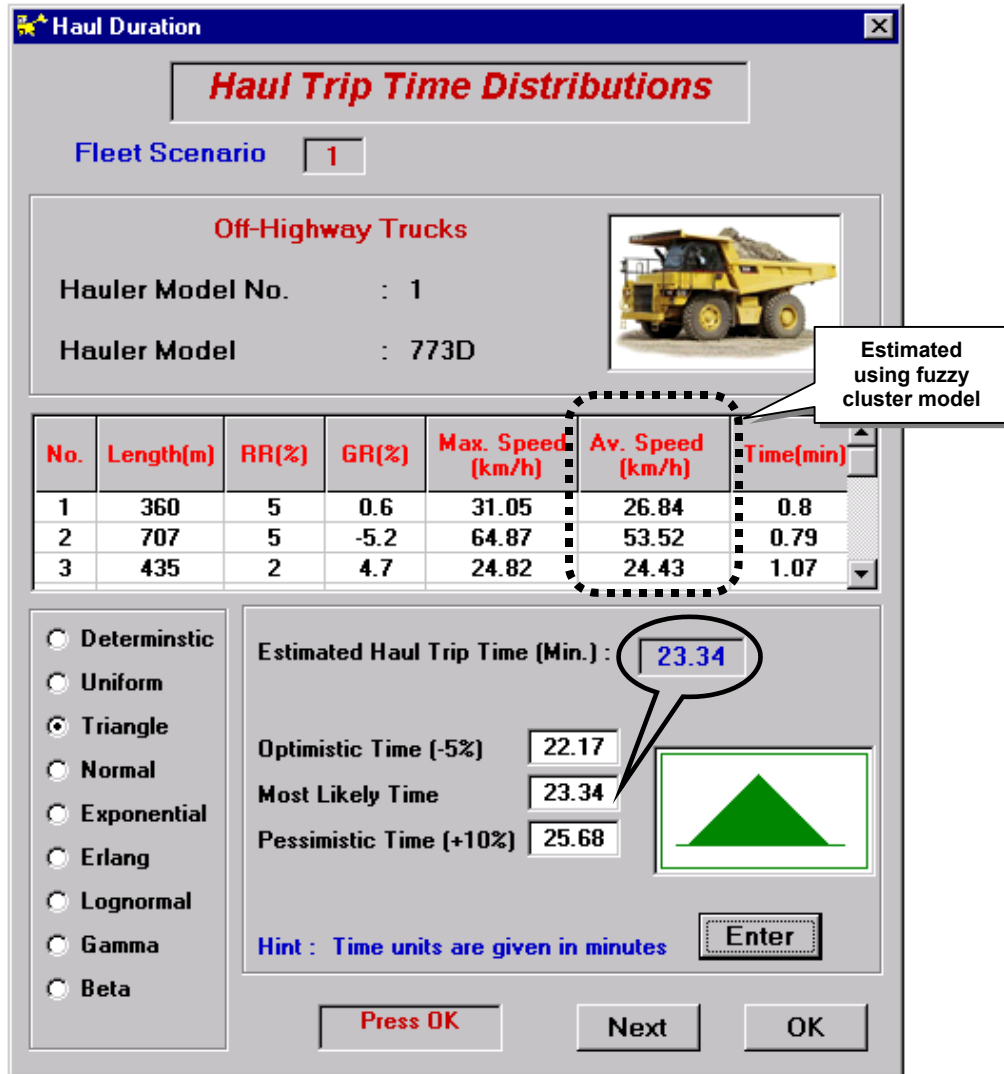 Haul Duration
Haul Trip Time Distributions
Fleet Scenario 1
Off-Highway Trucks
Hauler Model No. : 1
Hauler Model : 773D
Estimated
using fuzzy
cluster model
No. Length(m) RR(%) GR(%) Max. Speed (km/h) Av. Speed (km/h) Time(min)
1 360 5 0.6 31.05 26.84 0.8
2 707 5 -5.2 64.87 53.52 0.79
3 435 2 4.7 24.82 24.43 1.07
Determinstic
Uniform
Triangle
Normal
Exponential
Erlang
Lognormal
Gamma
Beta
Estimated Haul Trip Time (Min.) : 23.34
Optimistic Time (-5%) 22.17
Most Likely Time 23.34
Pessimistic Time (+10%) 25.68
Hint : Time units are given in minutes
Enter
Press OK
Next
OK